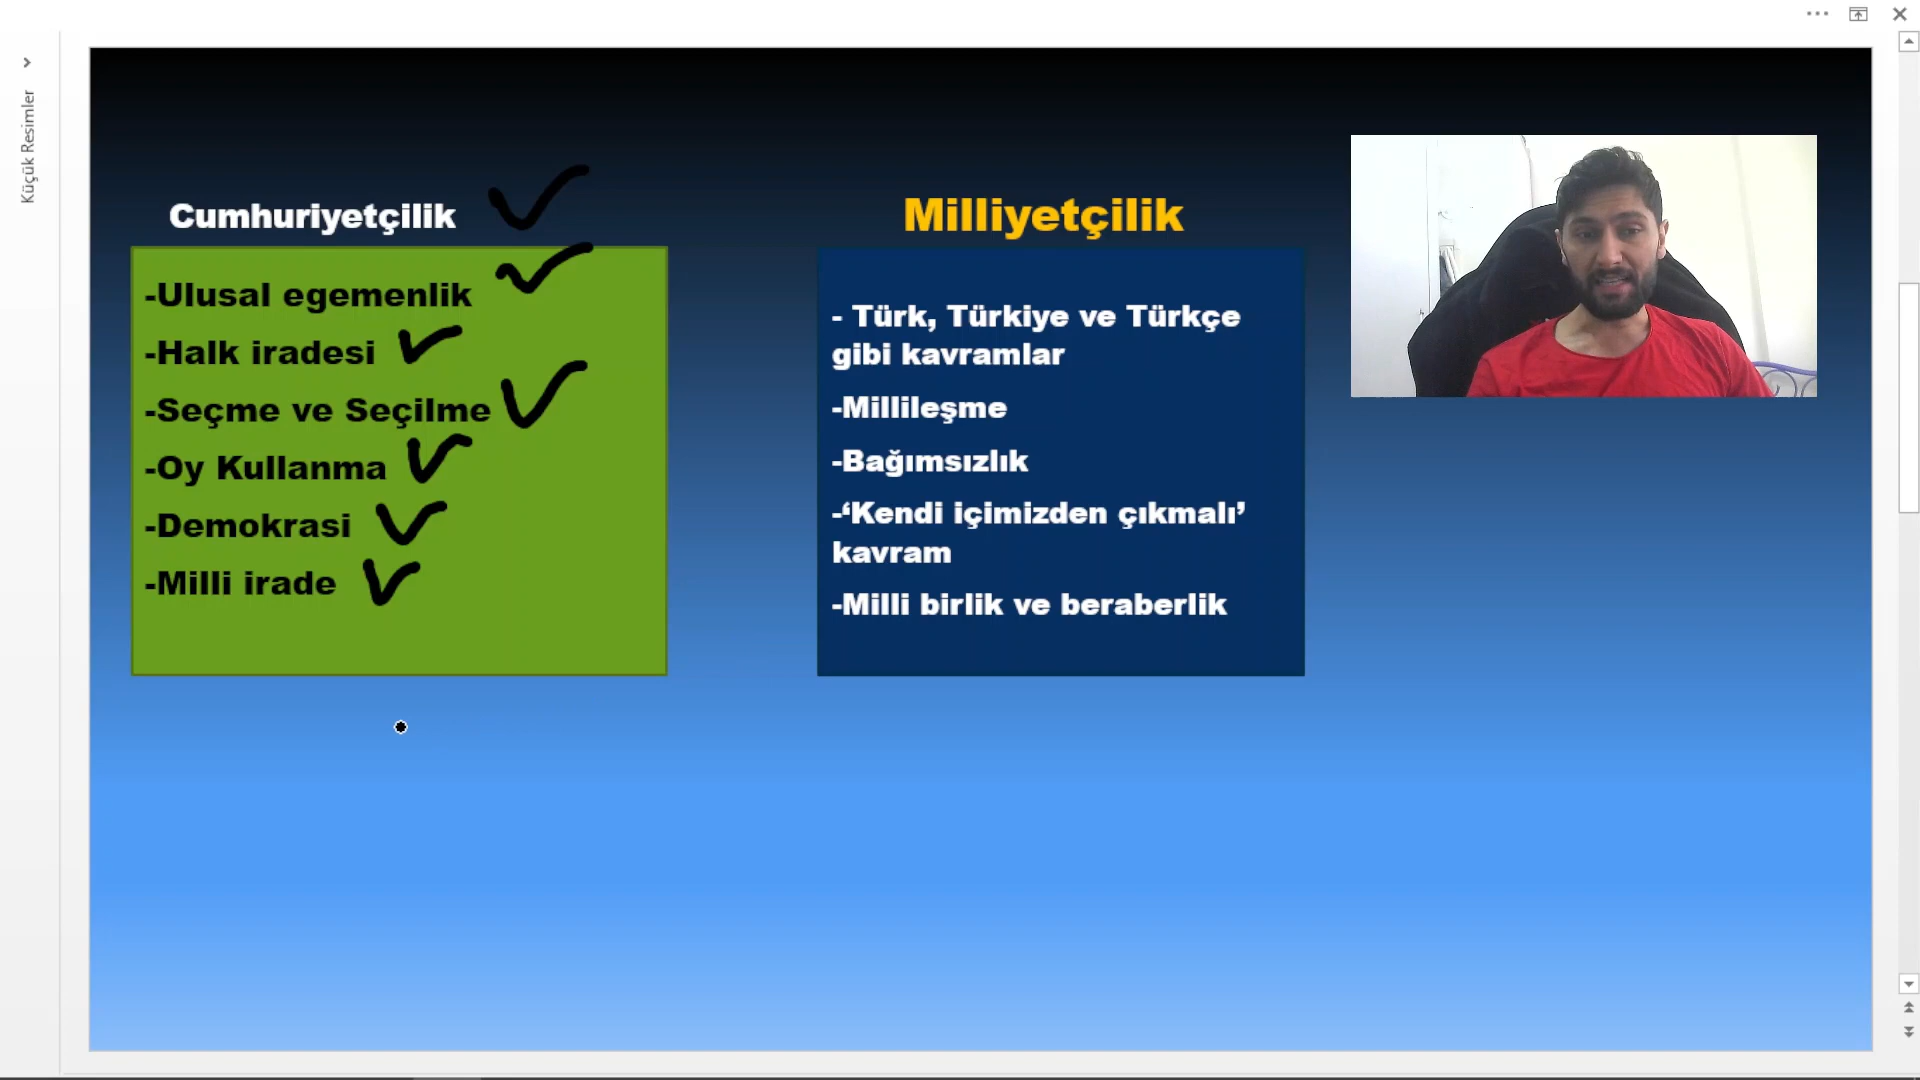 Küçük Resimler
Cumhuriyetçilik
-Ulusal egemenlik
-Halk iradesi
-Seçme ve Seçilme
-Oy Kullanma
-Demokrasi
-Milli irade
Milliyetçilik
- Türk, Türkiye ve Türkçe
gibi kavramlar
-Millileşme
-Bağımsızlık
-‘Kendi içimizden çıkmalı’
kavram
-Milli birlik ve beraberlik